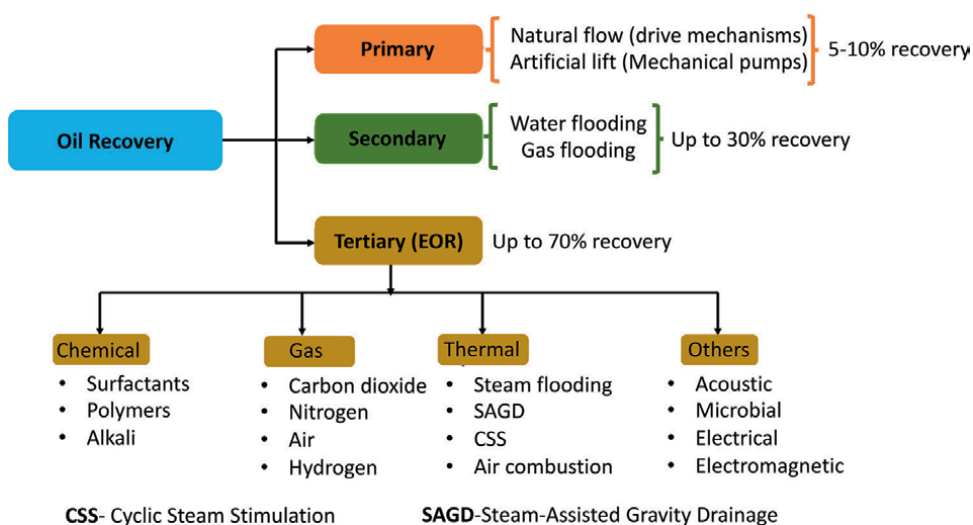 Oil Recovery
Primary
Natural flow (drive mechanisms)
Artificial lift (Mechanical pumps)
5-10% recovery
Secondary
Water flooding
Gas flooding
Up to 30% recovery
Tertiary (EOR)
Up to 70% recovery
Chemical
• Surfactants
• Polymers
• Alkali
Gas
• Carbon dioxide
• Nitrogen
• Air
• Hydrogen
Thermal
• Steam flooding
• SAGD
• CSS
• Air combustion
Others
• Acoustic
• Microbial
• Electrical
• Electromagnetic
CSS- Cyclic Steam Stimulation
SAGD-Steam-Assisted Gravity Drainage